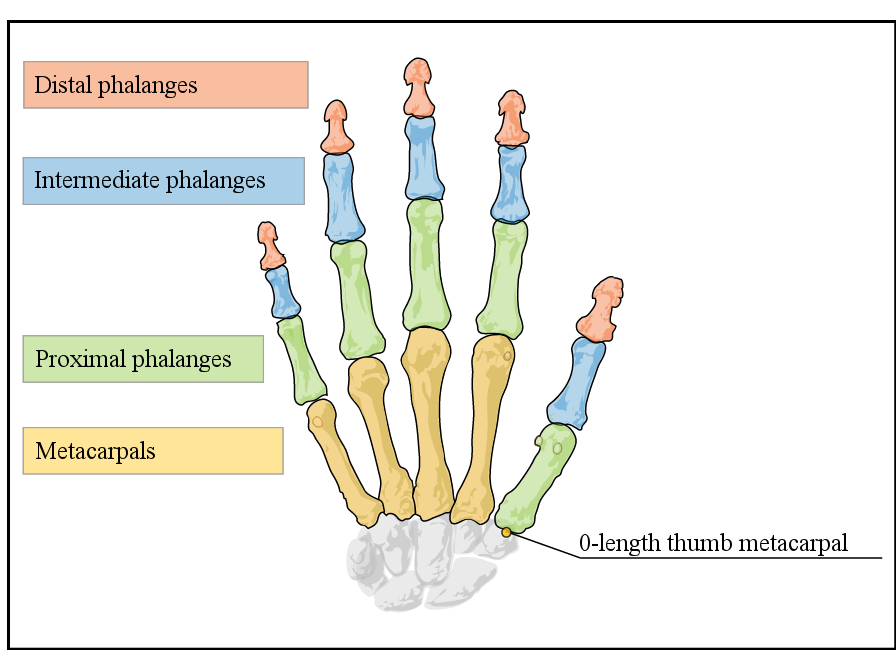 Distal phalanges
Intermediate phalanges
Proximal phalanges
Metacarpals
0-length thumb metacarpal